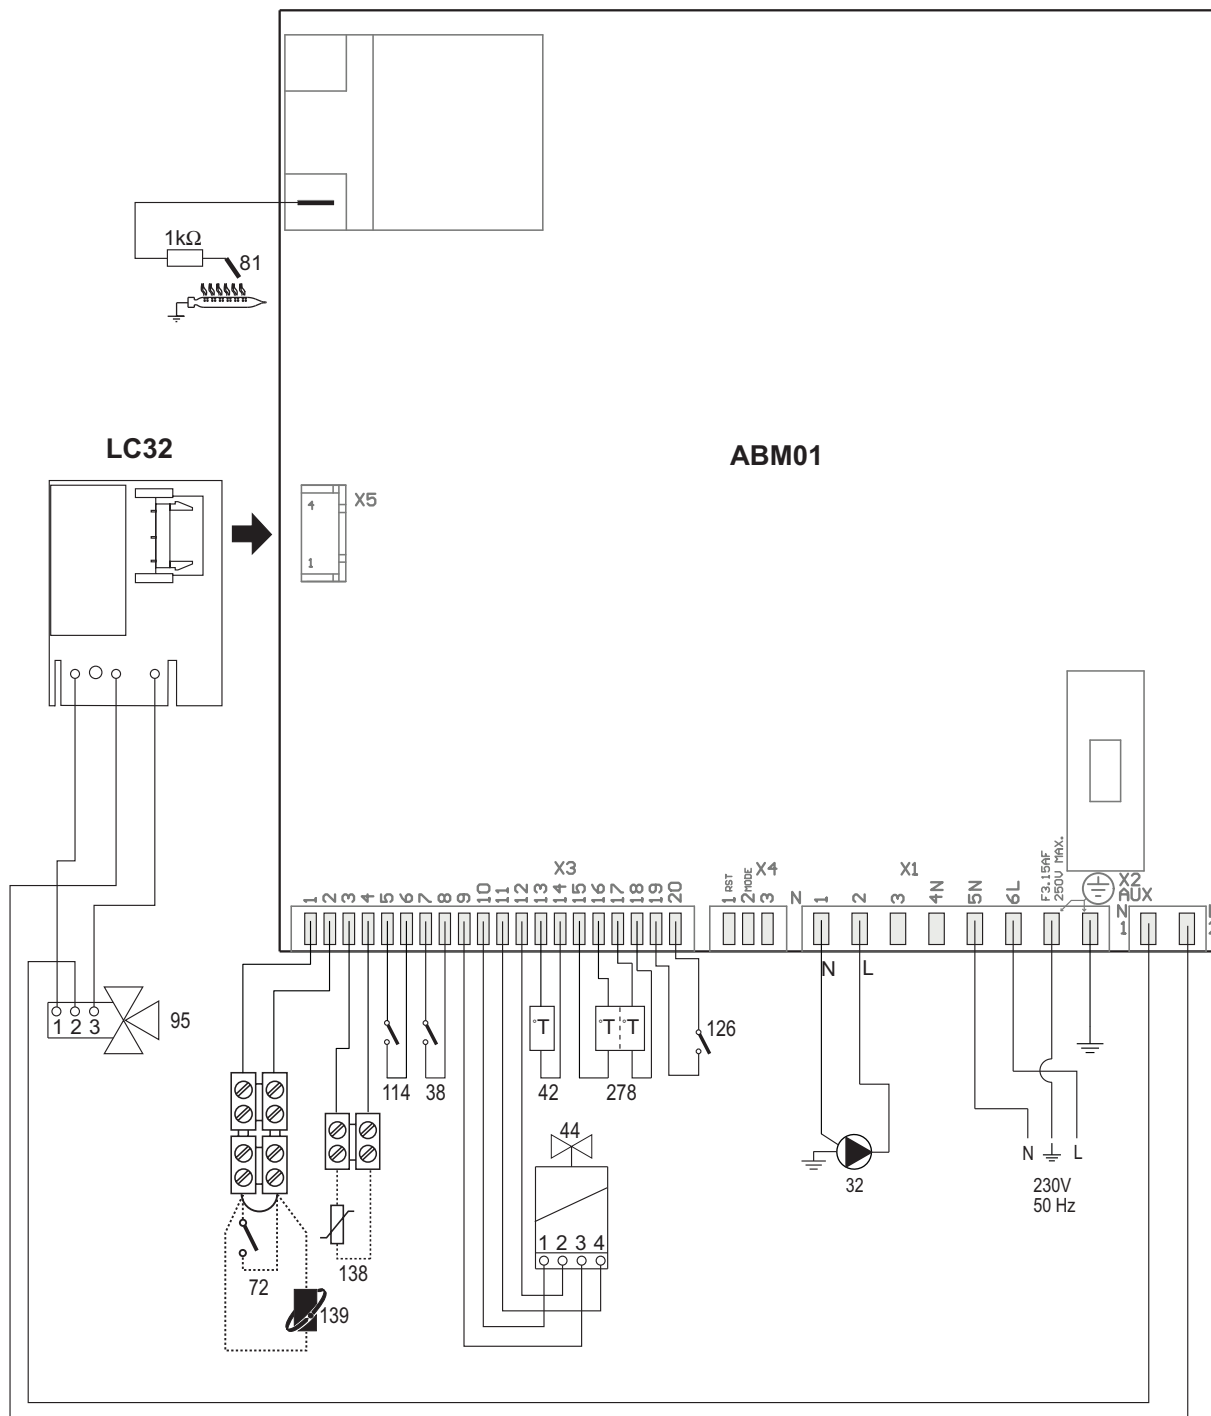 1kΩ
81
LC32
ABM01
X5
4
1
X3
X4
X1
F3.15AF
250V MAX.
X2
AUX
1 2 3 4 5 6 7 8 9 10 11 12 13 14 15 16 17 18 19 20
1 RST
2 MODE
3
N
1 2 3 4N 5N 6L
N
1
N L
1 2 3
95
114
38
°T
42
°T °T
278
126
44
1 2 3 4
32
N L
230V
50 Hz
72
138
139